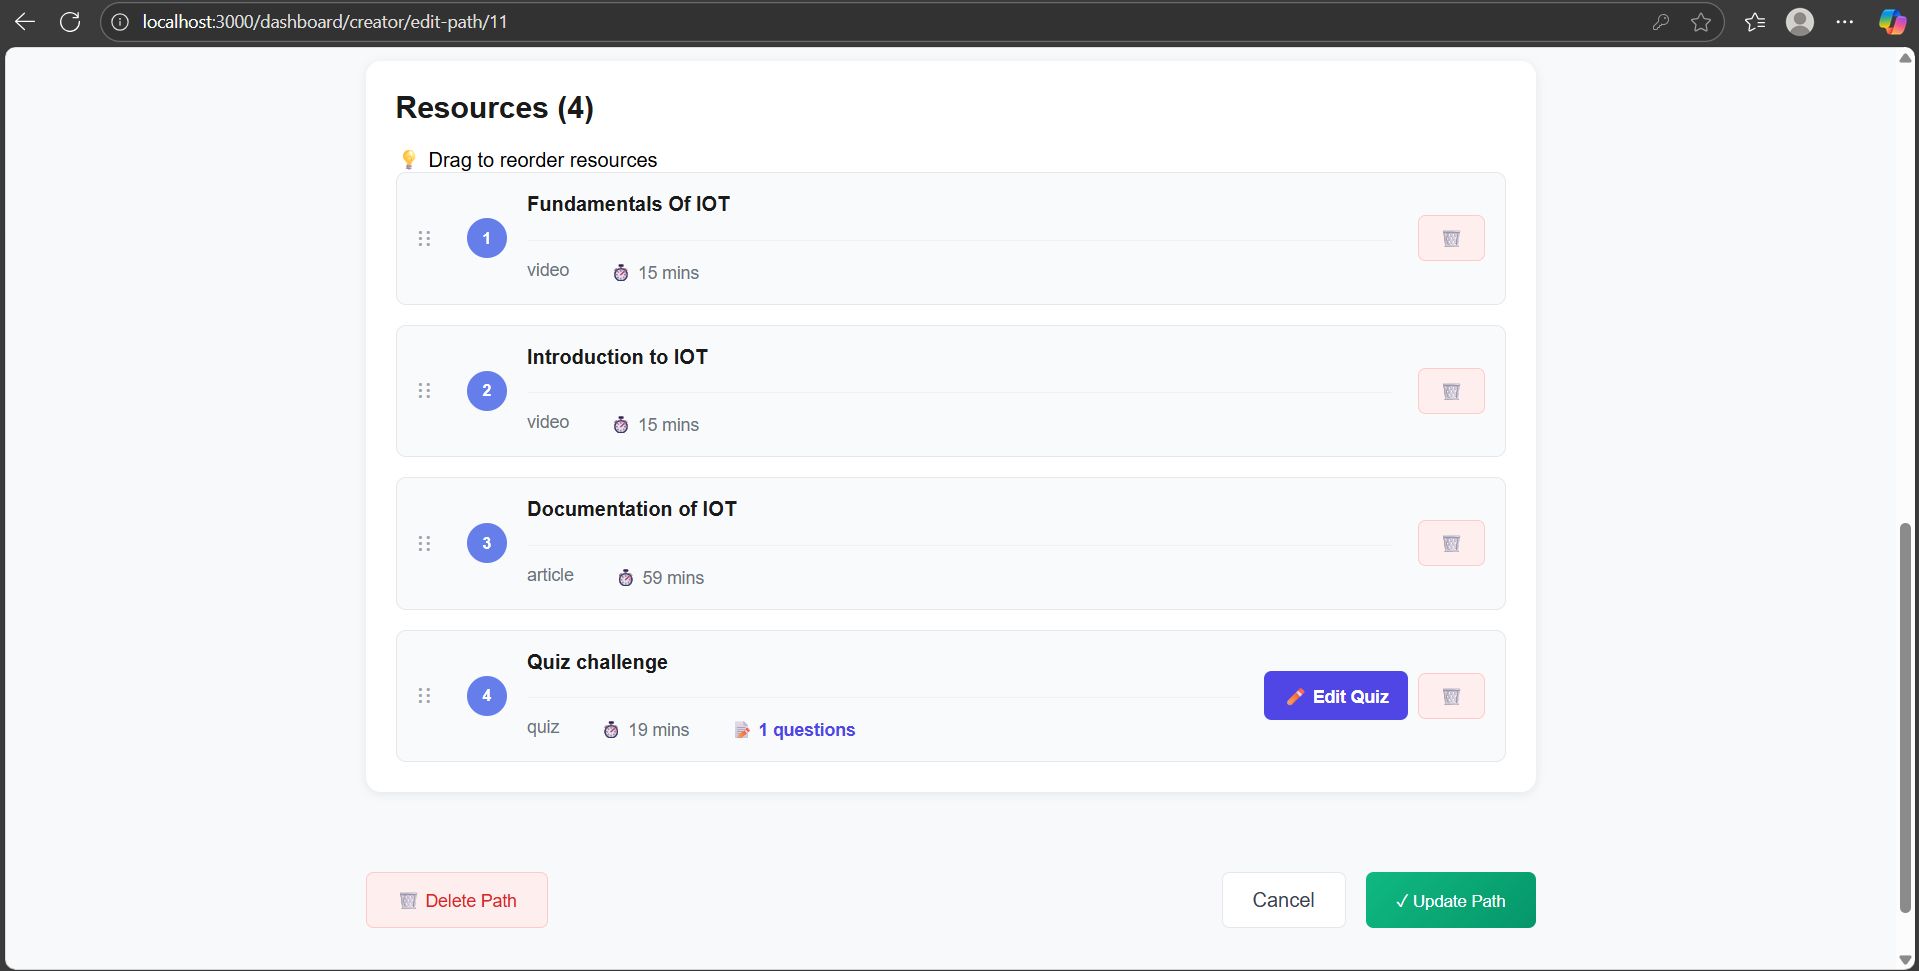 localhost:3000/dashboard/creator/edit-path/11
Resources (4)
Drag to reorder resources
Fundamentals Of IOT
1
video 15 mins
Introduction to IOT
2
video 15 mins
Documentation of IOT
3
article 59 mins
Quiz challenge
4
Edit Quiz
quiz 19 mins 1 questions
Delete Path Cancel ✓ Update Path